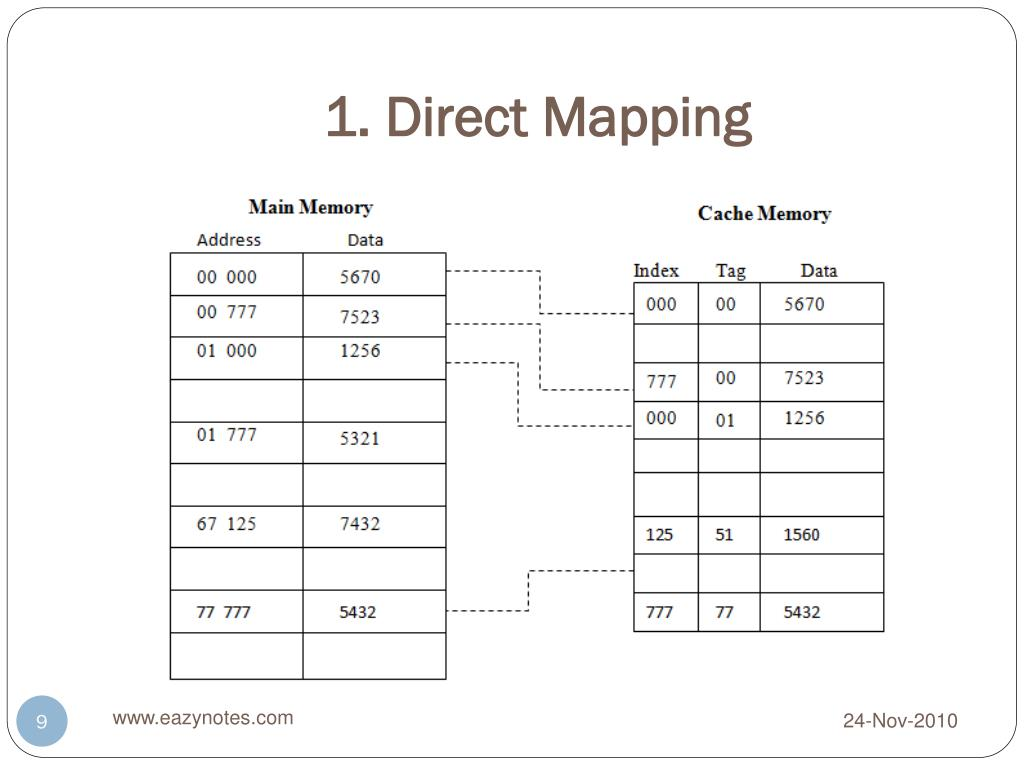 1. Direct Mapping
Main Memory
Address Data
00 000 5670
00 777 7523
01 000 1256
01 777 5321
67 125 7432
77 777 5432
Cache Memory
Index Tag Data
000 00 5670
777 00 7523
000 01 1256
125 51 1560
777 77 5432
9
www.eazynotes.com
24-Nov-2010